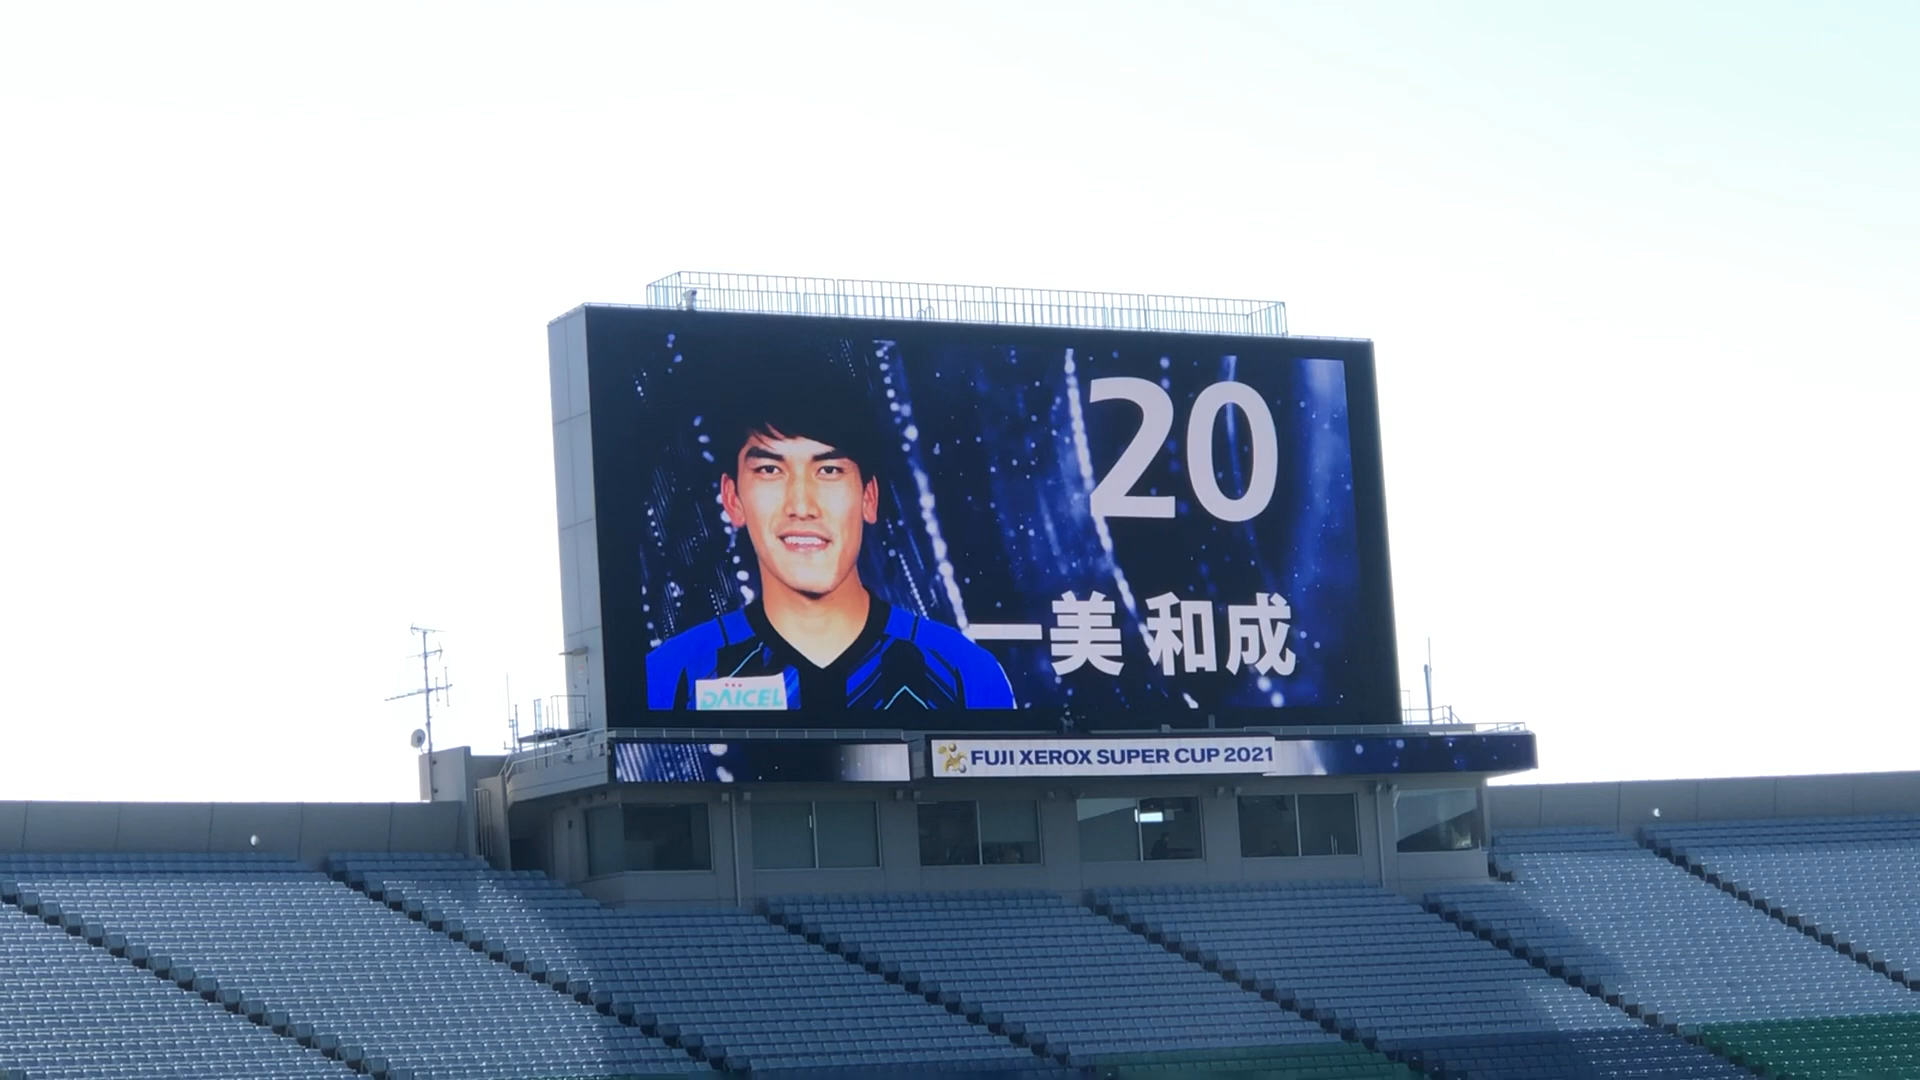 20
一美 和成
DAICEL
FUJI XEROX SUPER CUP 2021